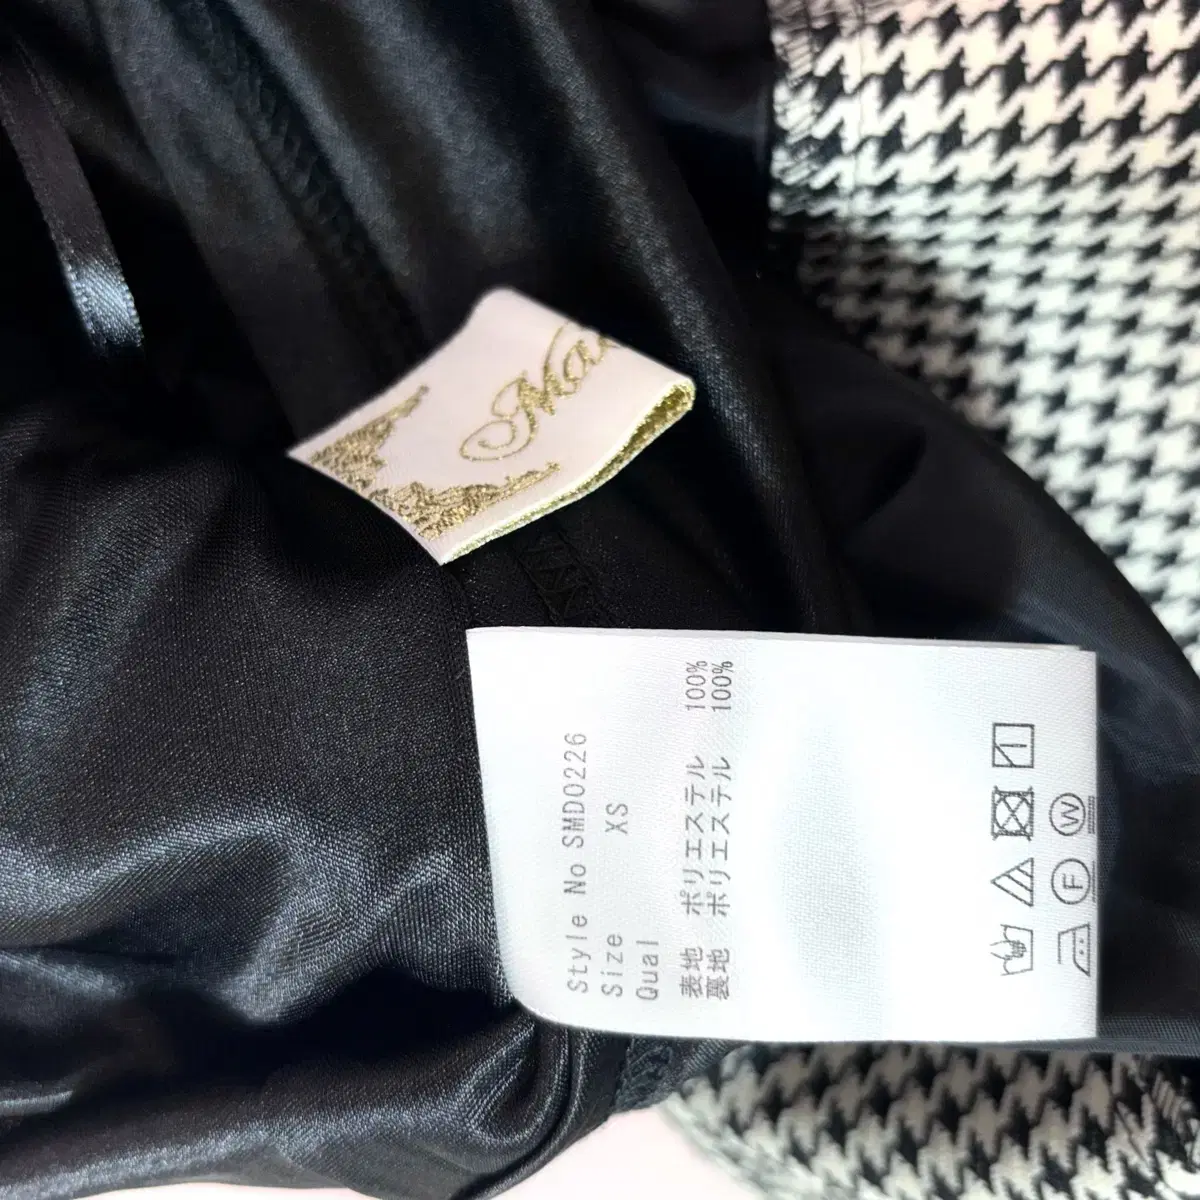 Ma
Style No SMD0226
Size XS
Qual
表地 ポリエステル 100%
裏地 ポリエステル 100%
F W